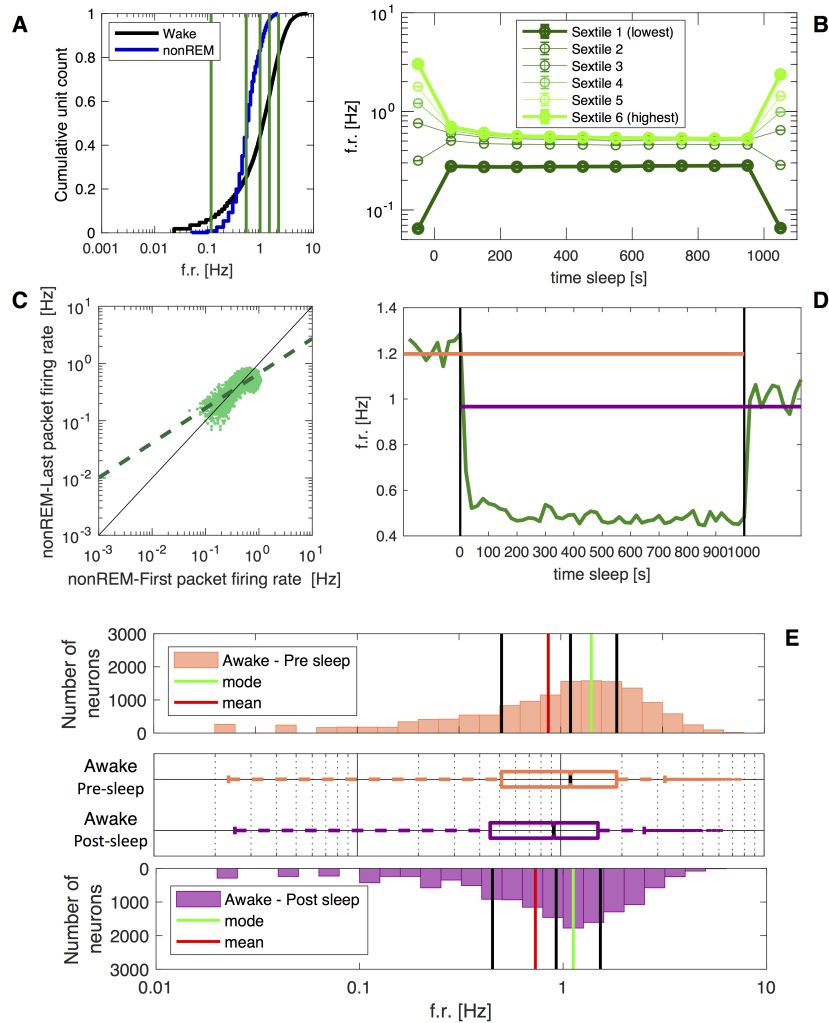 A
Cumulative unit count
1
0.8
0.6
0.4
0.2
0
Wake
nonREM
0.001
0.01
0.1
1
10
f.r. [Hz]
B
f.r. [Hz]
10^1
10^0
10^-1
Sextile 1 (lowest)
Sextile 2
Sextile 3
Sextile 4
Sextile 5
Sextile 6 (highest)
0 200 400 600 800 1000
time sleep [s]
C
nonREM-Last packet firing rate [Hz]
10^1
10^0
10^-1
10^-2
10^-3
10^-3 10^-2 10^-1 10^0 10^1
nonREM-First packet firing rate [Hz]
D
f.r. [Hz]
1.4
1.2
1
0.8
0.6
0.4
0 100 200 300 400 500 600 700 800 9001000
time sleep [s]
E
Number of
neurons
3000
2000
1000
0
Awake - Pre sleep
mode
mean
Awake
Pre-sleep
Awake
Post-sleep
Number of
neurons
0
1000
2000
3000
Awake - Post sleep
mode
mean
0.01
0.1
1
10
f.r. [Hz]